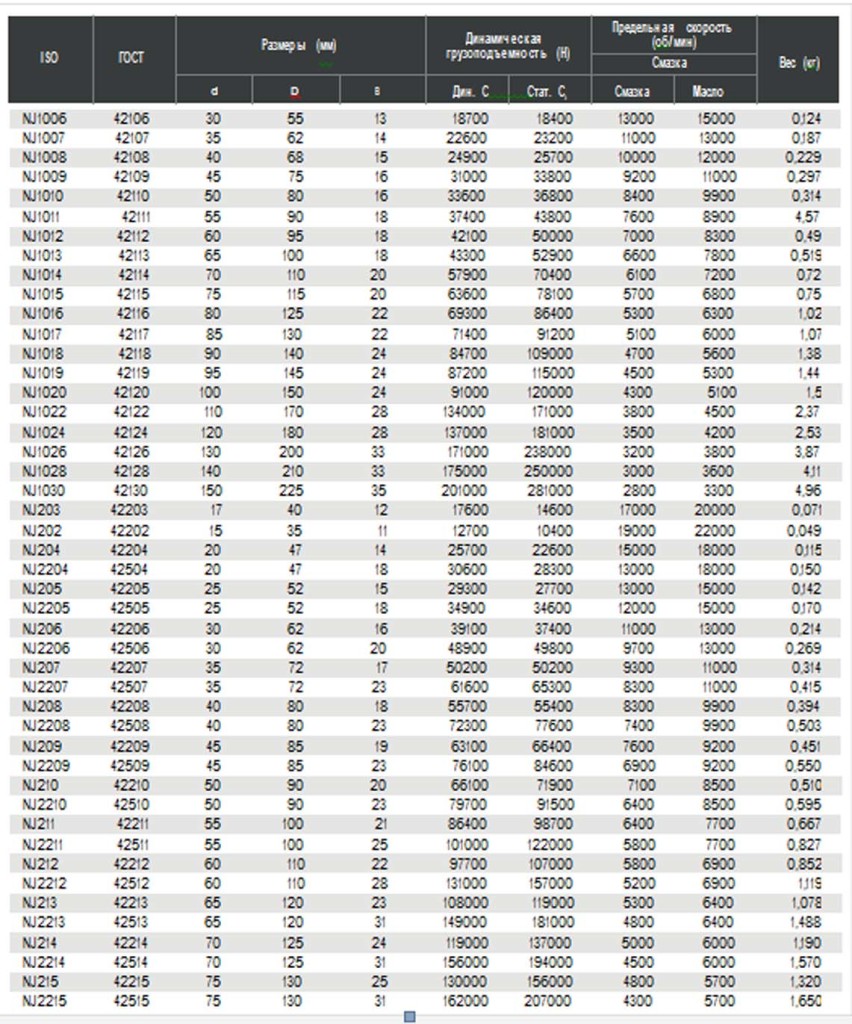 ISO ГОСТ Размеры (мм) Динамическая грузоподъемность (Н) Предельная скорость (об/мин) Вес (кг)
Смазка
d D B Дин. С Стат. С, Смазка Масло
NJ1006 42106 30 55 13 18700 18400 13000 15000 0,124
NJ1007 42107 35 62 14 22600 23200 11000 13000 0,187
NJ1008 42108 40 68 15 24900 25700 10000 12000 0,229
NJ1009 42109 45 75 16 31000 33800 9200 11000 0,297
NJ1010 42110 50 80 16 33600 36800 8400 9900 0,314
NJ1011 42111 55 90 18 37400 43800 7600 8900 4,57
NJ1012 42112 60 95 18 42100 50000 7000 8300 0,49
NJ1013 42113 65 100 18 43300 52900 6600 7800 0,519
NJ1014 42114 70 110 20 57900 70400 6100 7200 0,72
NJ1015 42115 75 115 20 63600 78100 5700 6800 0,75
NJ1016 42116 80 125 22 69300 86400 5300 6300 1,02
NJ1017 42117 85 130 22 71400 91200 5100 6000 1,07
NJ1018 42118 90 140 24 84700 109000 4700 5600 1,38
NJ1019 42119 95 145 24 87200 115000 4500 5300 1,44
NJ1020 42120 100 150 24 91000 120000 4300 5100 1,5
NJ1022 42122 110 170 28 134000 171000 3800 4500 2,37
NJ1024 42124 120 180 28 137000 181000 3500 4200 2,53
NJ1026 42126 130 200 33 171000 238000 3200 3800 3,87
NJ1028 42128 140 210 33 175000 250000 3000 3600 4,11
NJ1030 42130 150 225 35 201000 281000 2800 3300 4,96
NJ203 42203 17 40 12 17600 14600 17000 20000 0,071
NJ202 42202 15 35 11 12700 10400 19000 22000 0,049
NJ204 42204 20 47 14 25700 22600 15000 18000 0,115
NJ2204 42504 20 47 18 30600 28300 13000 18000 0,150
NJ205 42205 25 52 15 29300 27700 13000 15000 0,142
NJ2205 42505 25 52 18 34900 34600 12000 15000 0,170
NJ206 42206 30 62 16 39100 37400 11000 13000 0,214
NJ2206 42506 30 62 20 48900 49800 9700 13000 0,269
NJ207 42207 35 72 17 50200 50200 9300 11000 0,314
NJ2207 42507 35 72 23 61600 65300 8300 11000 0,415
NJ208 42208 40 80 18 55700 55400 8300 9900 0,394
NJ2208 42508 40 80 23 72300 77600 7400 9900 0,503
NJ209 42209 45 85 19 63100 66400 7600 9200 0,451
NJ2209 42509 45 85 23 76100 84600 6900 9200 0,550
NJ210 42210 50 90 20 66100 71900 7100 8500 0,510
NJ2210 42510 50 90 23 79700 91500 6400 8500 0,595
NJ211 42211 55 100 21 86400 98700 6400 7700 0,667
NJ2211 42511 55 100 25 101000 122000 5800 7700 0,827
NJ212 42212 60 110 22 97700 107000 5800 6900 0,852
NJ2212 42512 60 110 28 131000 157000 5200 6900 1,119
NJ213 42213 65 120 23 108000 119000 5300 6400 1,078
NJ2213 42513 65 120 31 149000 181000 4800 6400 1,488
NJ214 42214 70 125 24 119000 137000 5000 6000 1,190
NJ2214 42514 70 125 31 156000 194000 4500 6000 1,570
NJ215 42215 75 130 25 130000 156000 4800 5700 1,320
NJ2215 42515 75 130 31 162000 207000 4300 5700 1,650